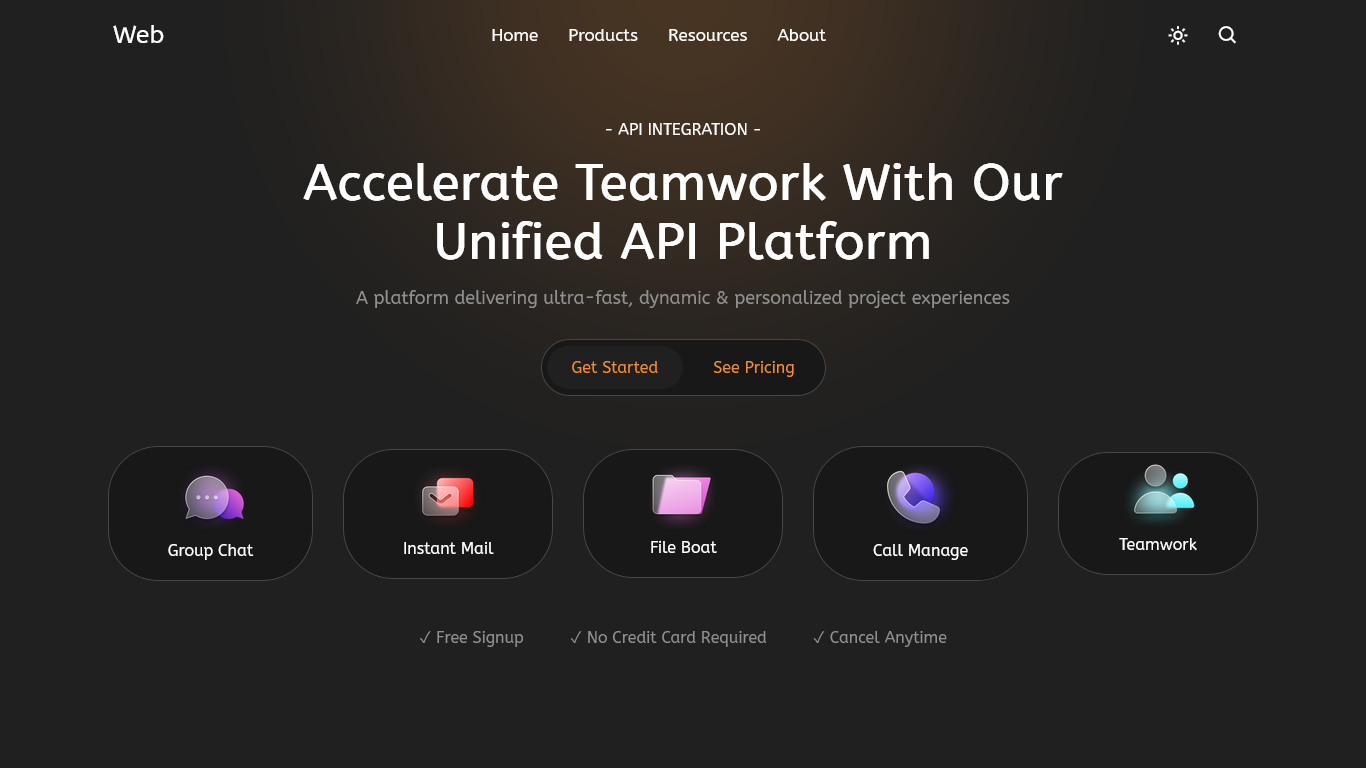 Web
Home
Products
Resources
About
- API INTEGRATION -
Accelerate Teamwork With Our
Unified API Platform
A platform delivering ultra-fast, dynamic & personalized project experiences
Get Started
See Pricing
Group Chat
Instant Mail
File Boat
Call Manage
Teamwork
✓ Free Signup
✓ No Credit Card Required
✓ Cancel Anytime